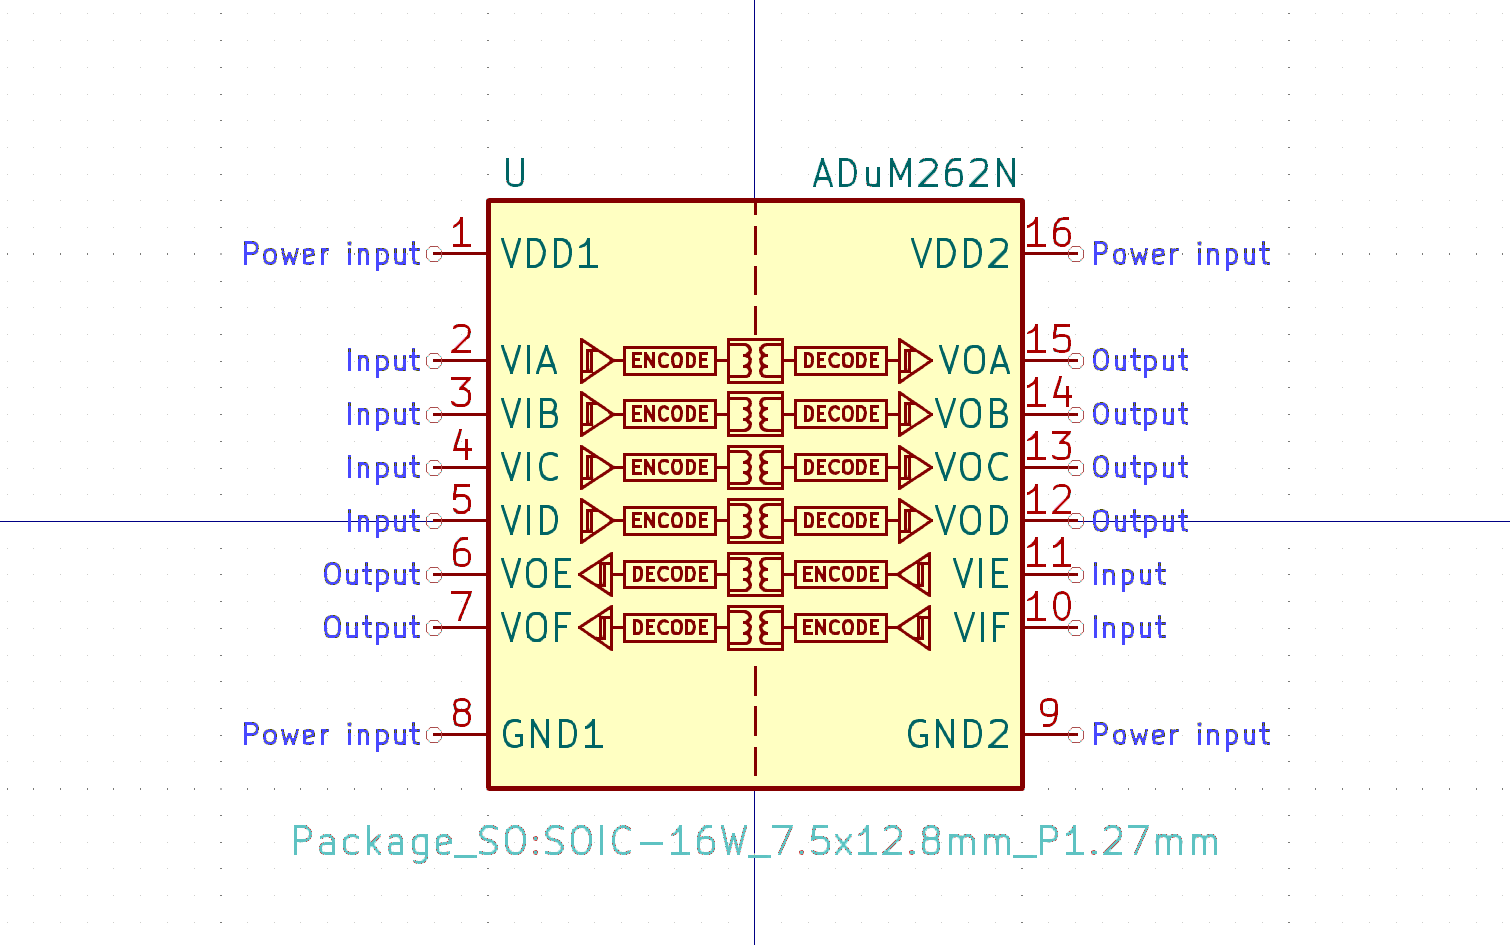 U ADuM262N
Power input 1 VDD1 VDD2 16 Power input
Input 2 VIA ENCODE DECODE VOA 15 Output
Input 3 VIB ENCODE DECODE VOB 14 Output
Input 4 VIC ENCODE DECODE VOC 13 Output
Input 5 VID ENCODE DECODE VOD 12 Output
Output 6 VOE DECODE ENCODE VIE 11 Input
Output 7 VOF DECODE ENCODE VIF 10 Input
Power input 8 GND1 GND2 9 Power input
Package_SO:SOIC-16W_7.5x12.8mm_P1.27mm